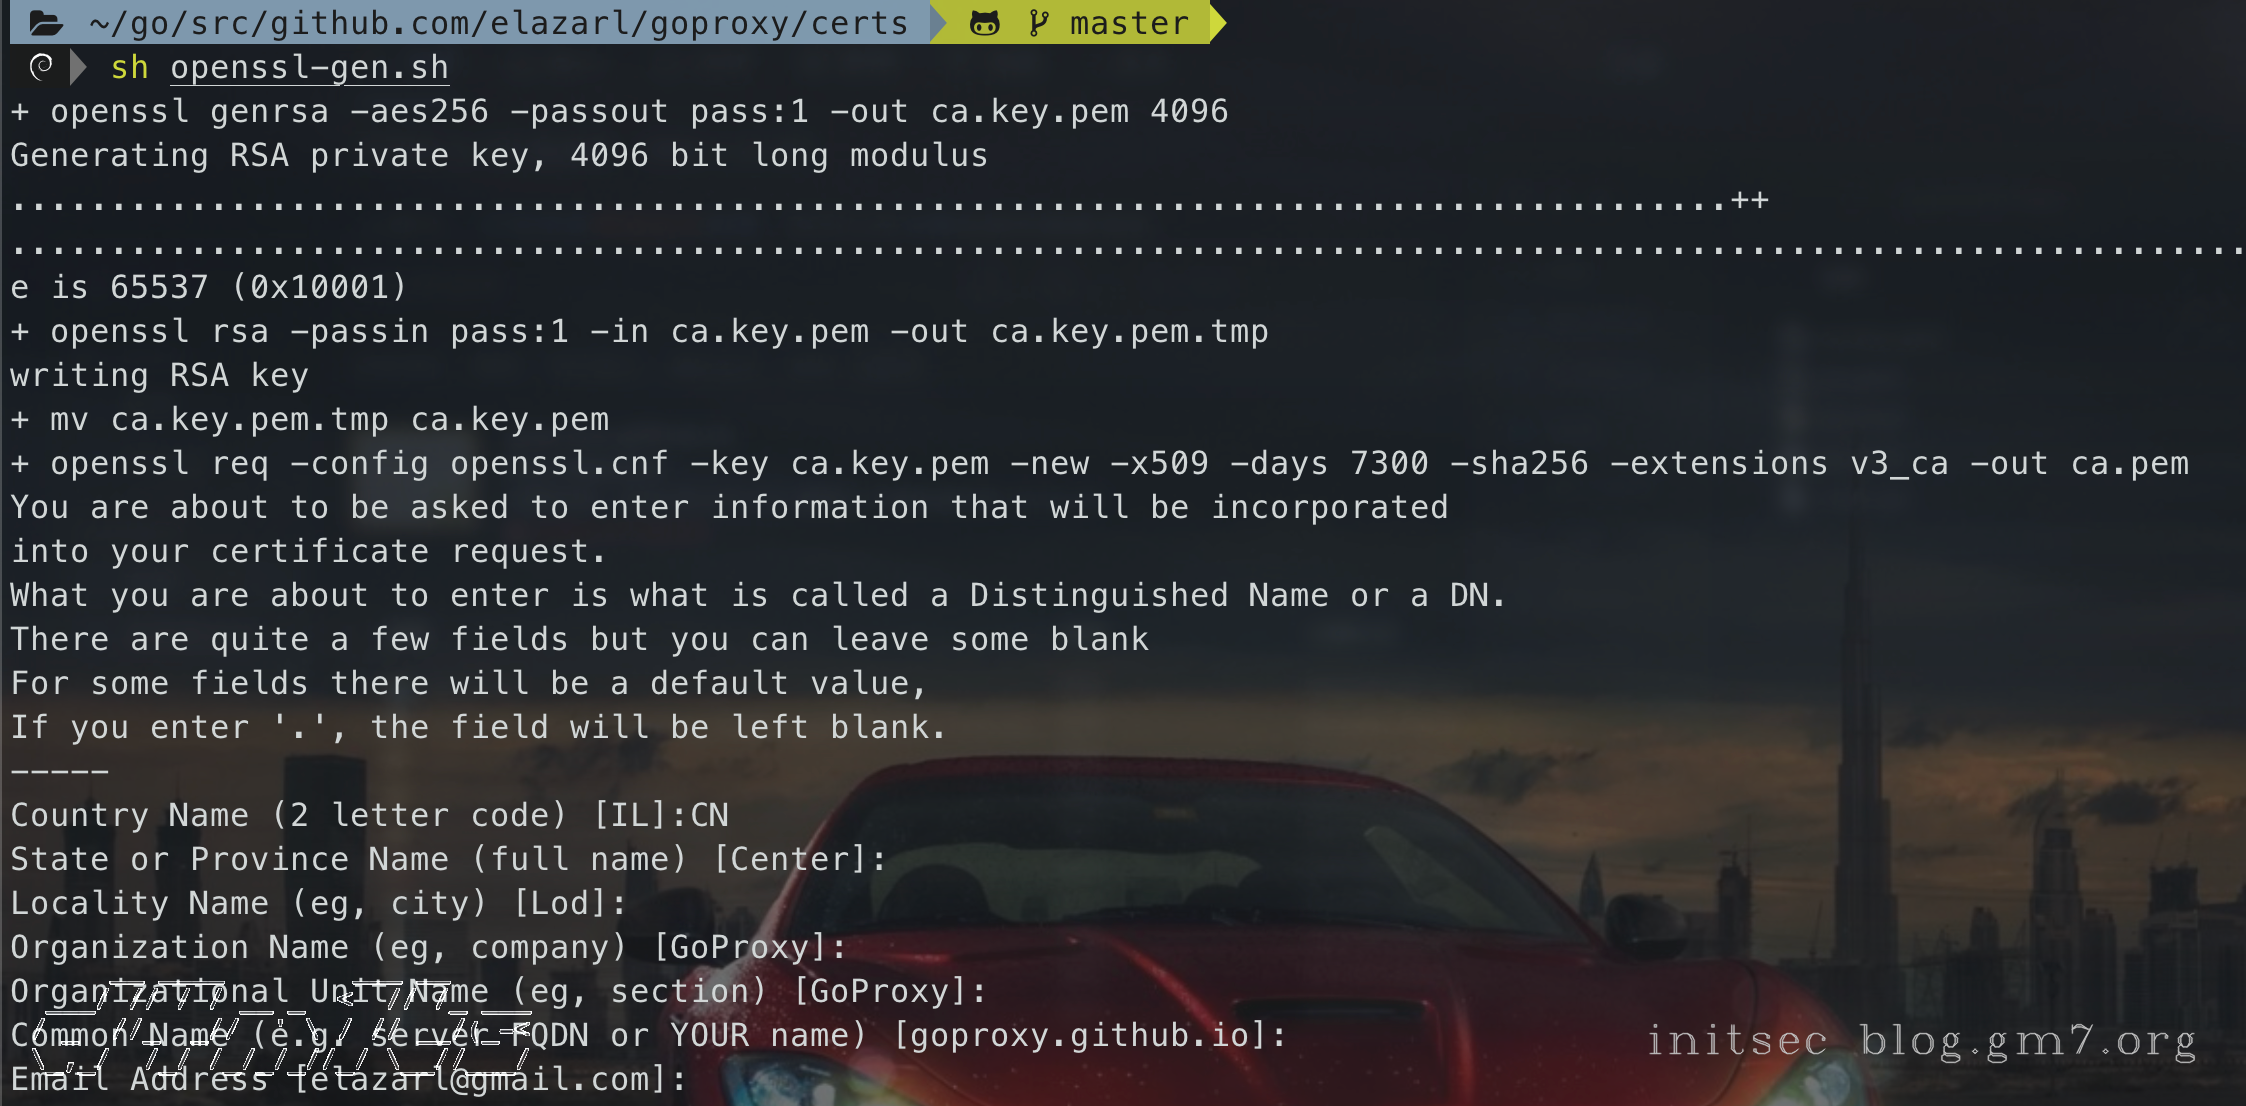 ~/go/src/github.com/elazarl/goproxy/certs master
sh openssl-gen.sh
+ openssl genrsa -aes256 -passout pass:1 -out ca.key.pem 4096
Generating RSA private key, 4096 bit long modulus
......................................................................................++
................................................................................................................
e is 65537 (0x10001)
+ openssl rsa -passin pass:1 -in ca.key.pem -out ca.key.pem.tmp
writing RSA key
+ mv ca.key.pem.tmp ca.key.pem
+ openssl req -config openssl.cnf -key ca.key.pem -new -x509 -days 7300 -sha256 -extensions v3_ca -out ca.pem
You are about to be asked to enter information that will be incorporated
into your certificate request.
What you are about to enter is what is called a Distinguished Name or a DN.
There are quite a few fields but you can leave some blank
For some fields there will be a default value,
If you enter '.', the field will be left blank.
-----
Country Name (2 letter code) [IL]:CN
State or Province Name (full name) [Center]:
Locality Name (eg, city) [Lod]:
Organization Name (eg, company) [GoProxy]:
Organizational Unit Name (eg, section) [GoProxy]:
Common Name (e.g. server FQDN or YOUR name) [goproxy.github.io]:
Email Address [elazarl@gmail.com]:
initsec blog.gm7.org